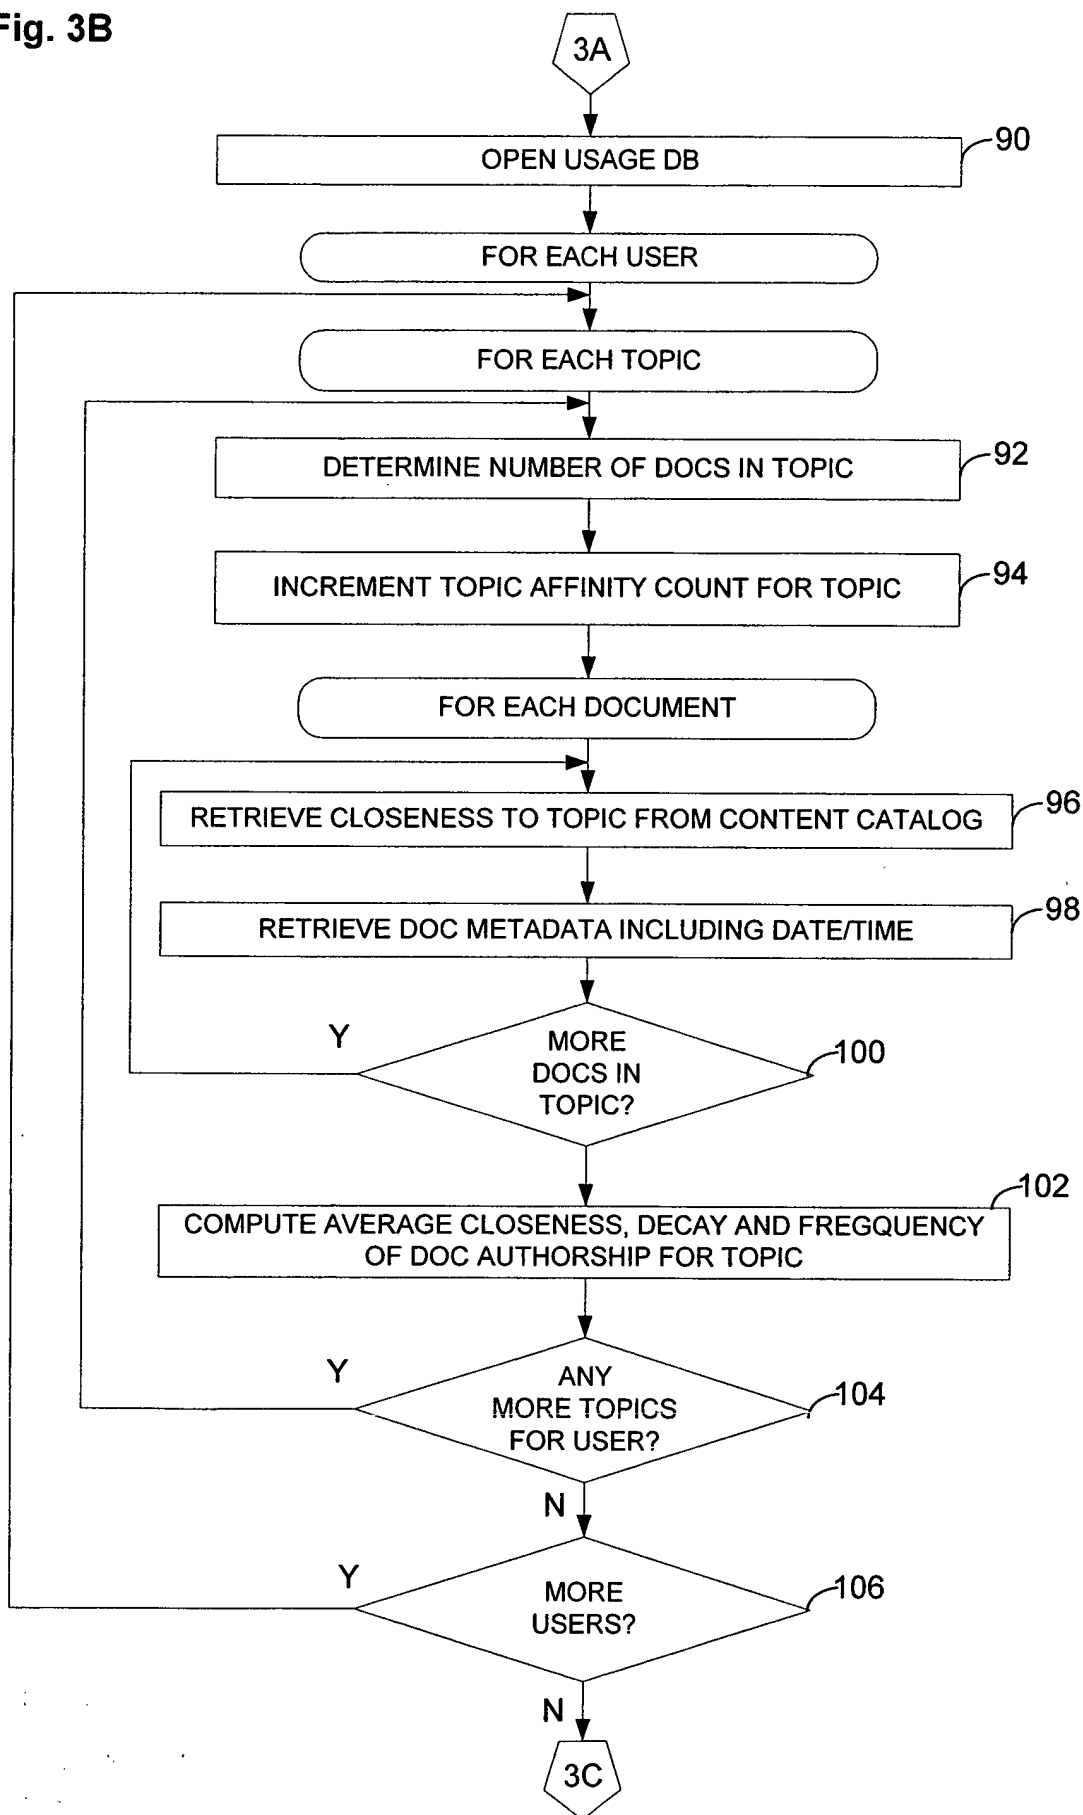 Fig. 3B
3A
OPEN USAGE DB
90
FOR EACH USER
FOR EACH TOPIC
DETERMINE NUMBER OF DOCS IN TOPIC
92
INCREMENT TOPIC AFFINITY COUNT FOR TOPIC
94
FOR EACH DOCUMENT
RETRIEVE CLOSENESS TO TOPIC FROM CONTENT CATALOG
96
RETRIEVE DOC METADATA INCLUDING DATE/TIME
98
Y
MORE
DOCS IN
TOPIC?
100
102
COMPUTE AVERAGE CLOSENESS, DECAY AND FREGQUENCY
OF DOC AUTHORSHIP FOR TOPIC
Y
ANY
MORE TOPICS
FOR USER?
104
N
Y
MORE
USERS?
106
N
3C